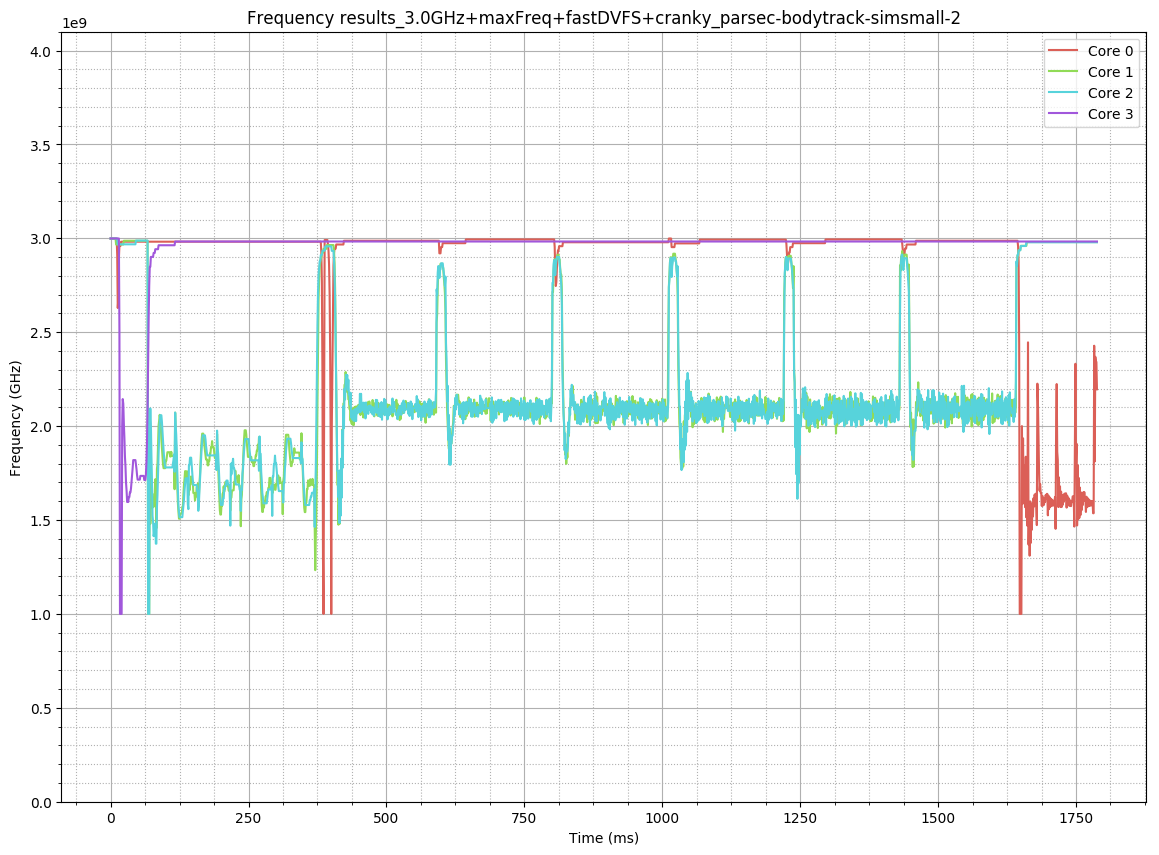 Frequency results_3.0GHz+maxFreq+fastDVFS+cranky_parsec-bodytrack-simsmall-2
1e9
Core 0
Core 1
Core 2
Core 3
4.0
3.5
3.0
2.5
2.0
1.5
1.0
0.5
0.0
Frequency (GHz)
0 250 500 750 1000 1250 1500 1750
Time (ms)